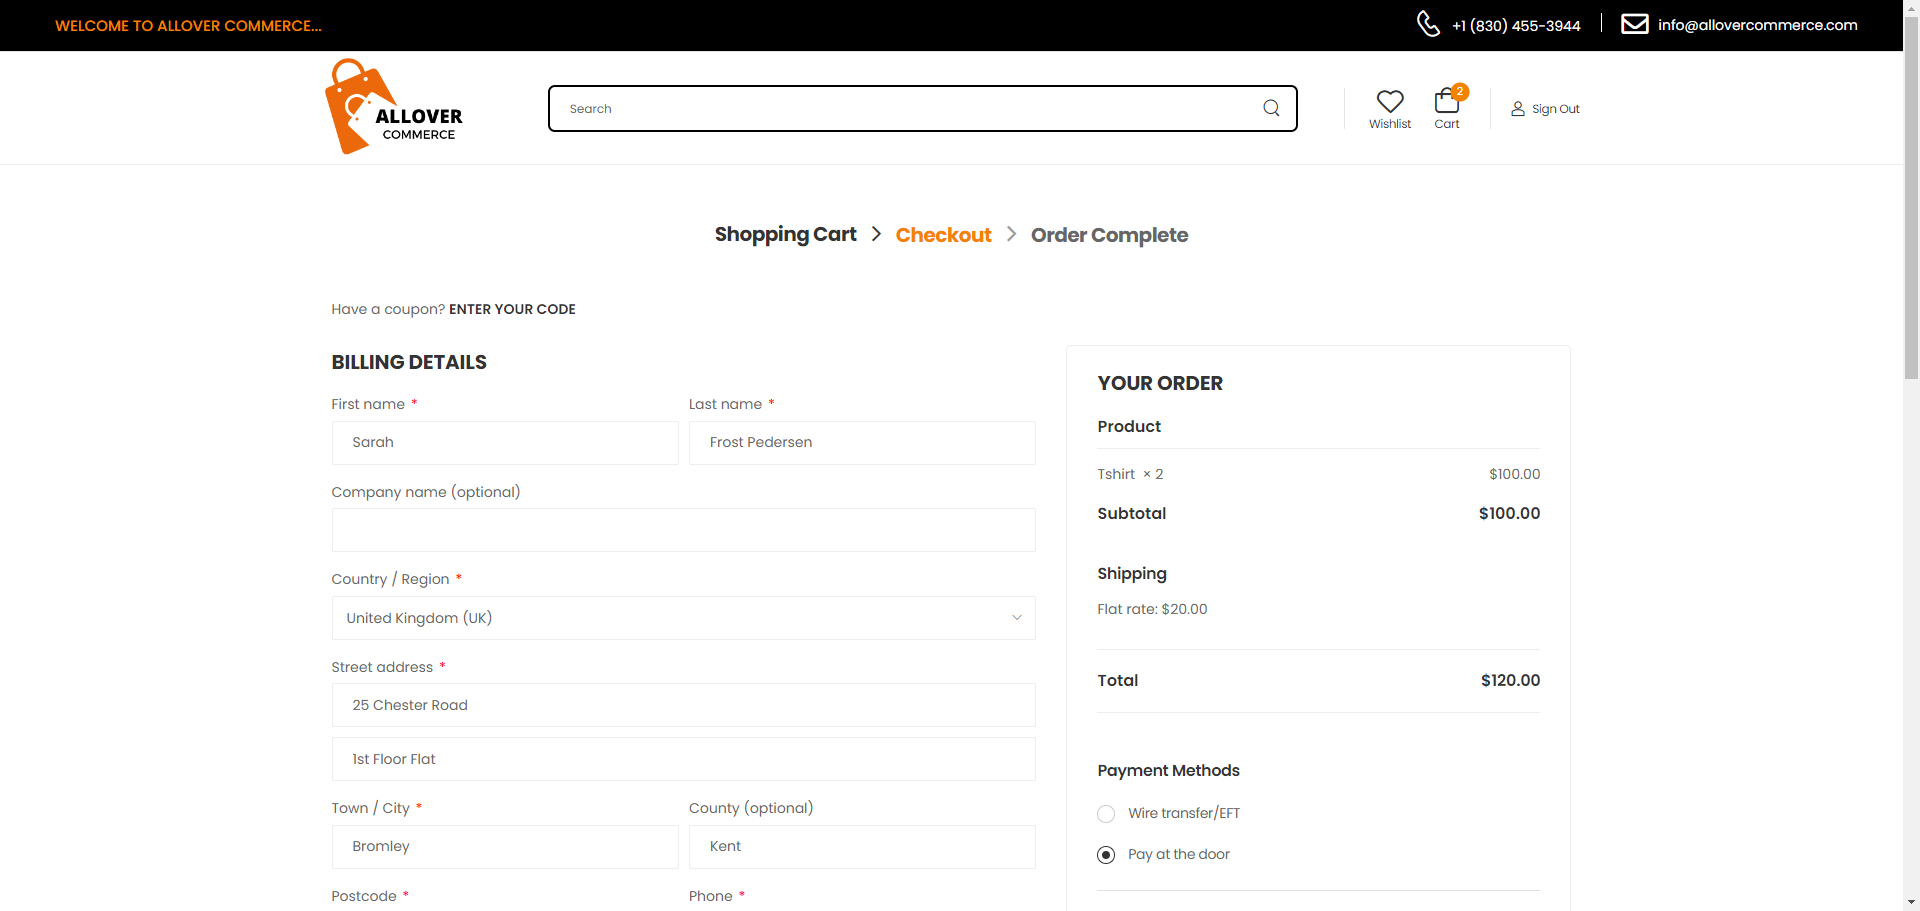 WELCOME TO ALLOVER COMMERCE...
+1 (830) 455-3944
info@allovercommerce.com
ALLOVER
COMMERCE
Search
Wishlist
2
Cart
Sign Out
Shopping Cart
Checkout
Order Complete
Have a coupon? ENTER YOUR CODE
BILLING DETAILS
First name *
Last name *
Sarah
Frost Pedersen
Company name (optional)
Country / Region *
United Kingdom (UK)
Street address *
25 Chester Road
1st Floor Flat
Town / City *
County (optional)
Bromley
Kent
Postcode *
Phone *
YOUR ORDER
Product
Tshirt × 2 $100.00
Subtotal $100.00
Shipping
Flat rate: $20.00
Total $120.00
Payment Methods
Wire transfer/EFT
Pay at the door